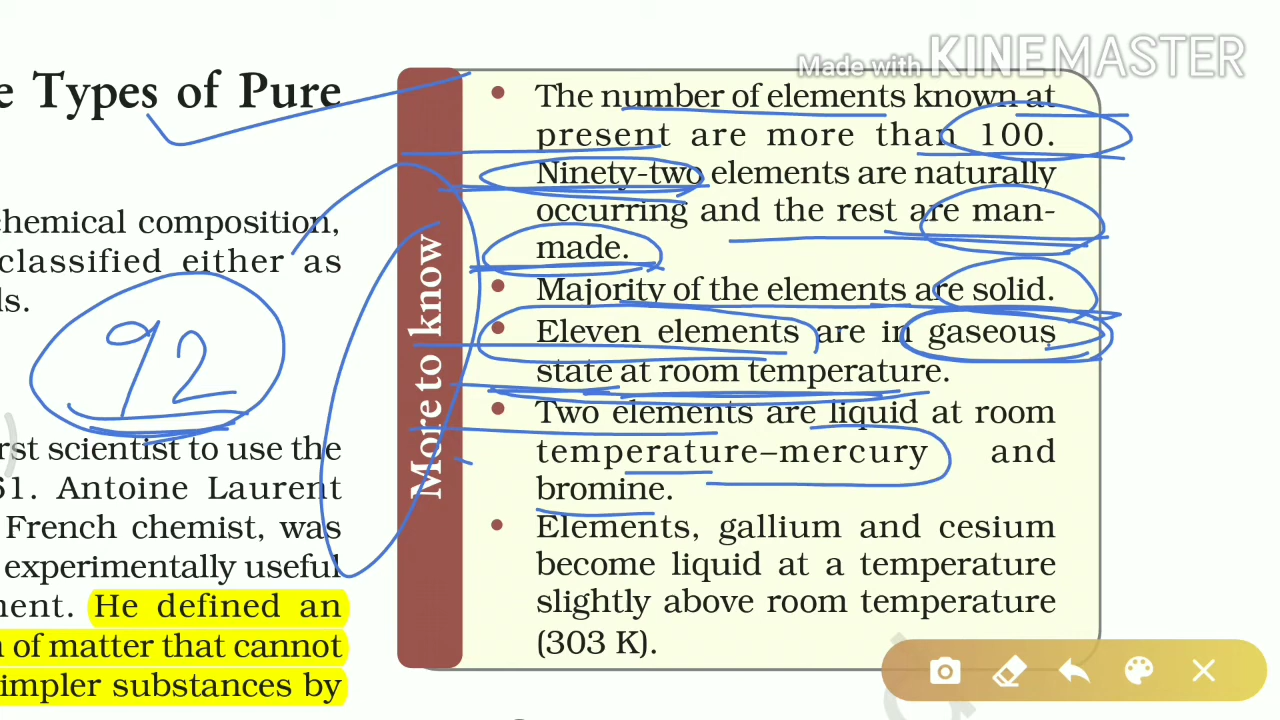 Made with KINEMASTER
e Types of Pure
hemical composition,
classified either as
ls.
92
rst scientist to use the
61. Antoine Laurent
French chemist, was
experimentally useful
ment. He defined an
of matter that cannot
impler substances by
More to know
• The number of elements known at
present are more than 100.
Ninety-two elements are naturally
occurring and the rest are man-
made.
• Majority of the elements are solid.
• Eleven elements are in gaseous
state at room temperature.
• Two elements are liquid at room
temperature–mercury and
bromine.
• Elements, gallium and cesium
become liquid at a temperature
slightly above room temperature
(303 K).